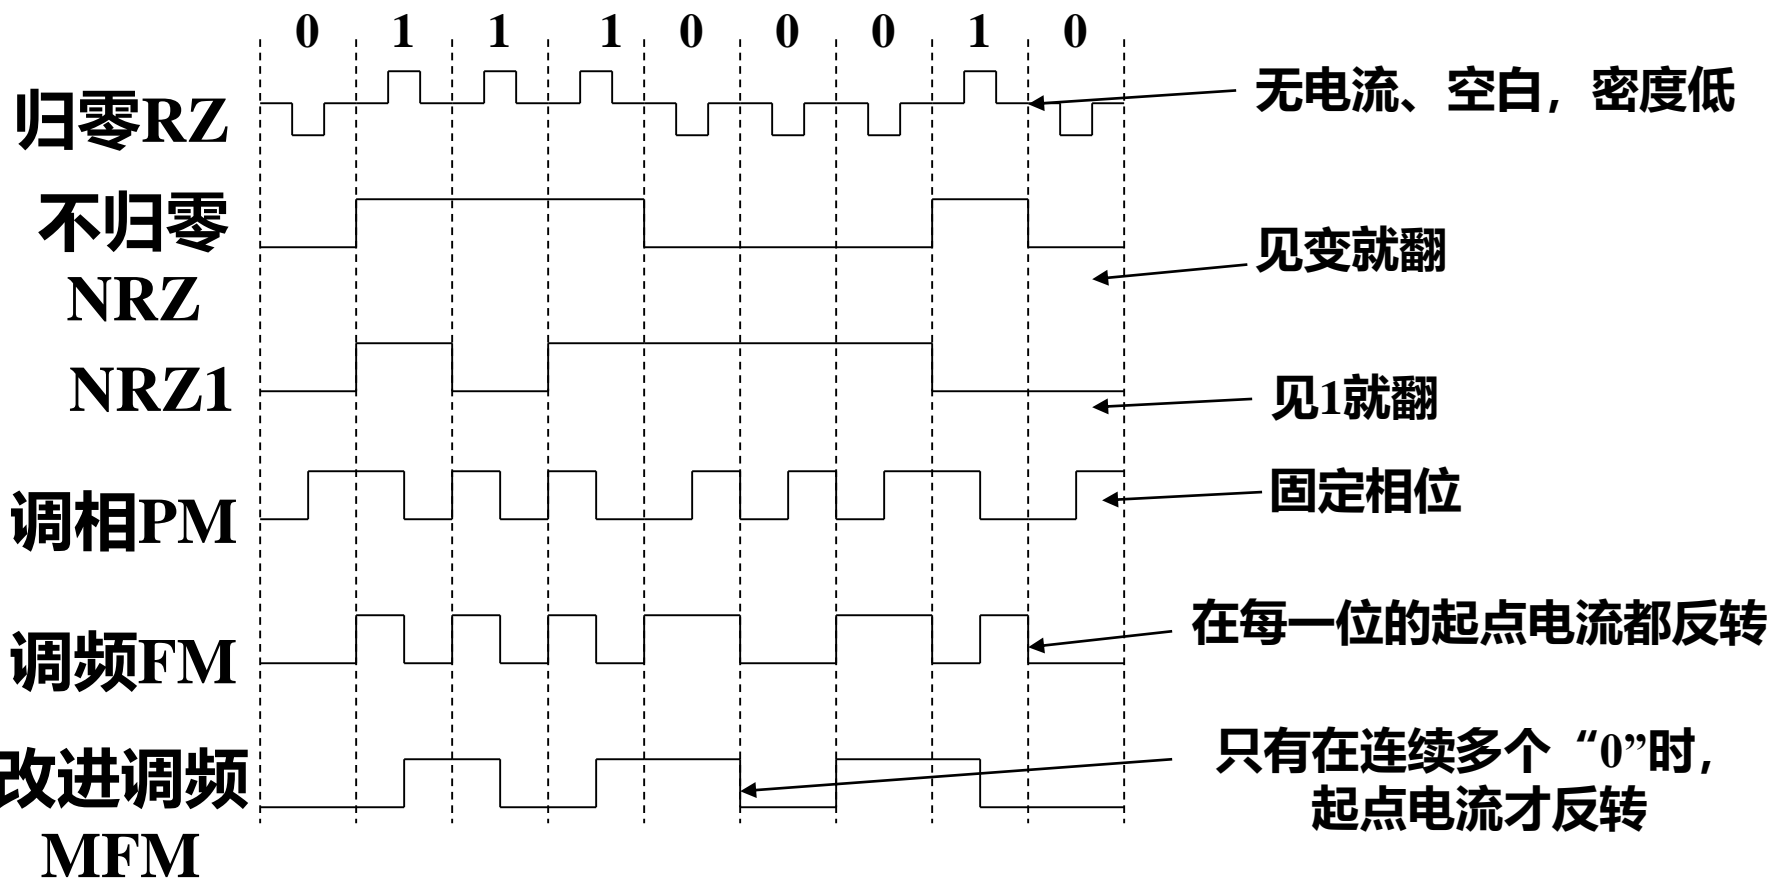 0 1 1 1 0 0 0 1 0
归零RZ
无电流、空白，密度低
不归零
NRZ
见变就翻
NRZ1
见1就翻
调相PM
固定相位
调频FM
在每一位的起点电流都反转
改进调频
MFM
只有在连续多个“0”时，
起点电流才反转